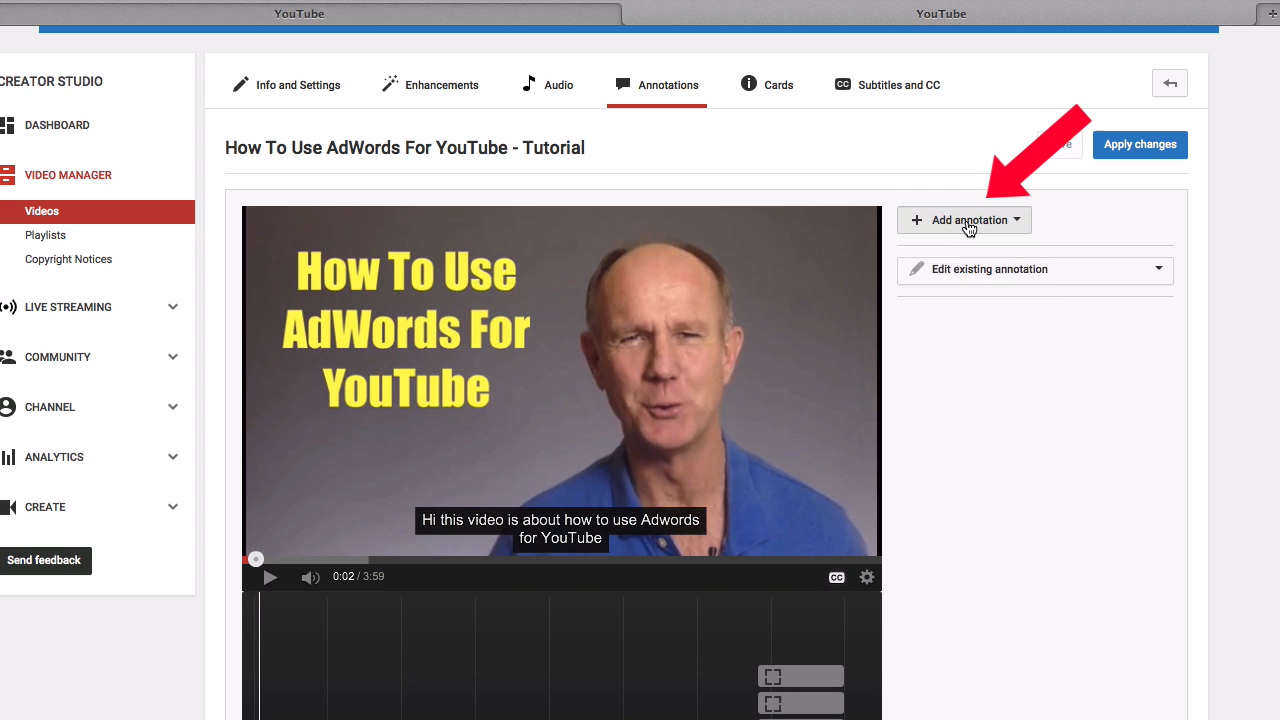 YouTube
YouTube
CREATOR STUDIO
DASHBOARD
VIDEO MANAGER
Videos
Playlists
Copyright Notices
LIVE STREAMING
COMMUNITY
CHANNEL
ANALYTICS
CREATE
Send feedback
Info and Settings
Enhancements
Audio
Annotations
Cards
CC Subtitles and CC
How To Use AdWords For YouTube - Tutorial
Apply changes
+ Add annotation
Edit existing annotation
How To Use
AdWords For
YouTube
Hi this video is about how to use Adwords
for YouTube
0:02 / 3:59
CC